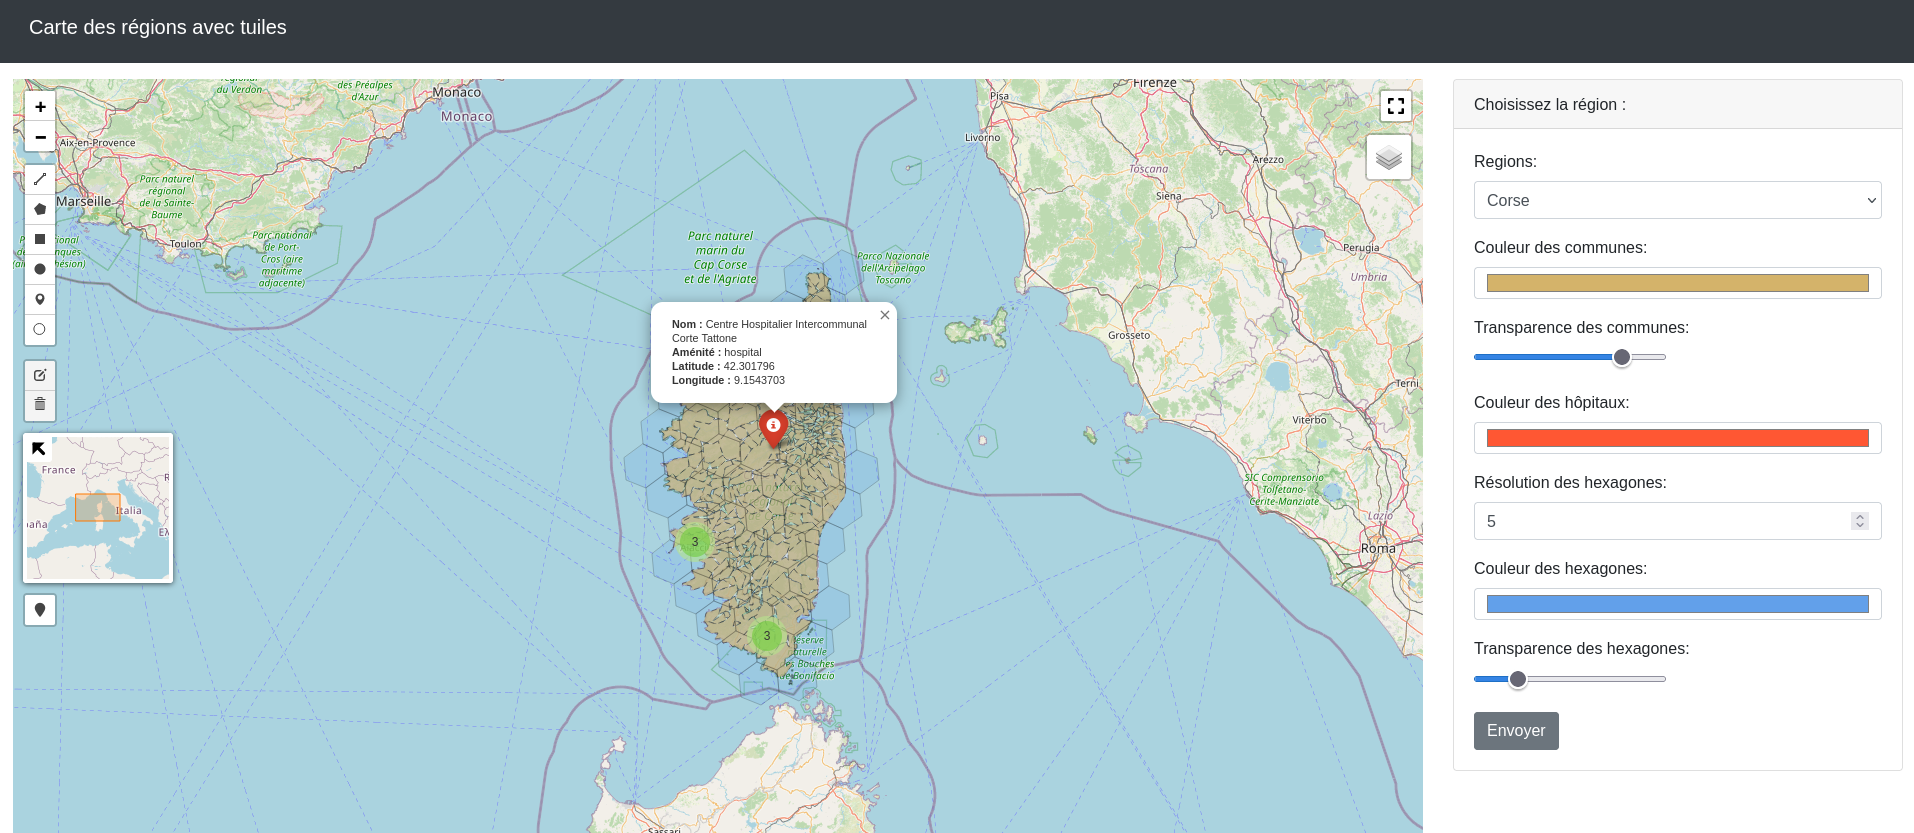 Carte des régions avec tuiles
+
−
régional
du Verdon
des Préalpes
d'Azur
Monaco
Monaco
Aix-en-Provence
Parc naturel
régional
de la Sainte-
Baume
Marseille
Toulon
Parc national
de Port-
Cros (aire
maritime
adjacente)
Parc naturel
marin du
Cap Corse
et de l'Agriate
Parco Nazionale
dell'Arcipelago
Toscano
Pisa
Livorno
Firenze
Toscana
Arezzo
Siena
Perugia
Umbria
Grosseto
Terni
Viterbo
SIC Comprensorio
Tolfetano-
Cerite-Manziate
Lazio
Roma
Nom : Centre Hospitalier Intercommunal
Corte Tattone
Aménité : hospital
Latitude : 42.301796
Longitude : 9.1543703
×
3
3
de Bonifacio
Sassari
France
Italia
Choisissez la région :
Regions:
Corse
Couleur des communes:
Transparence des communes:
Couleur des hôpitaux:
Résolution des hexagones:
5
Couleur des hexagones:
Transparence des hexagones:
Envoyer